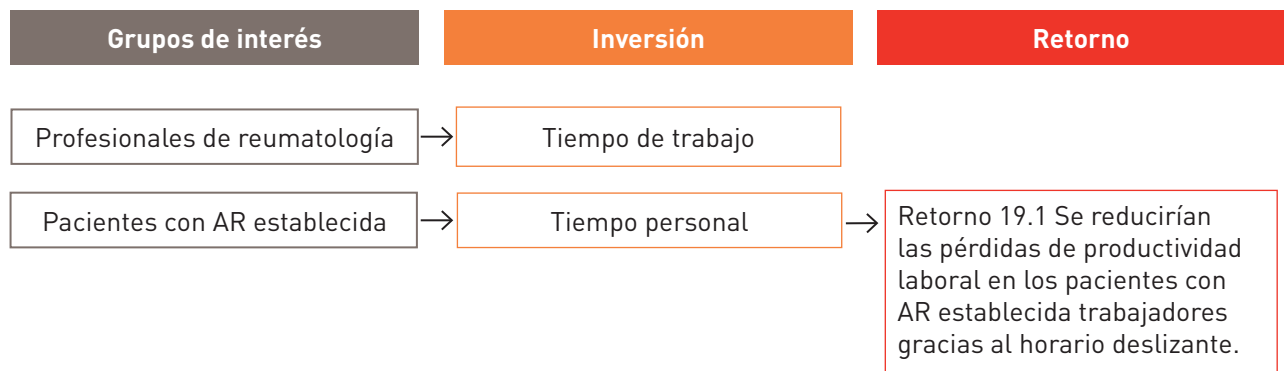 Grupos de interés
Inversión
Retorno
Profesionales de reumatología
Tiempo de trabajo
Pacientes con AR establecida
Tiempo personal
Retorno 19.1 Se reducirían
las pérdidas de productividad
laboral en los pacientes con
AR establecida trabajadores
gracias al horario deslizante.